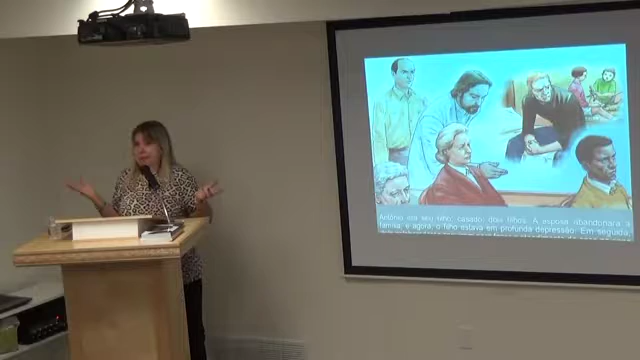 Antônio era seu filho, casado, dois filhos. A esposa abandonara a
família, e agora, o filho estava em profunda depressão. Em seguida,